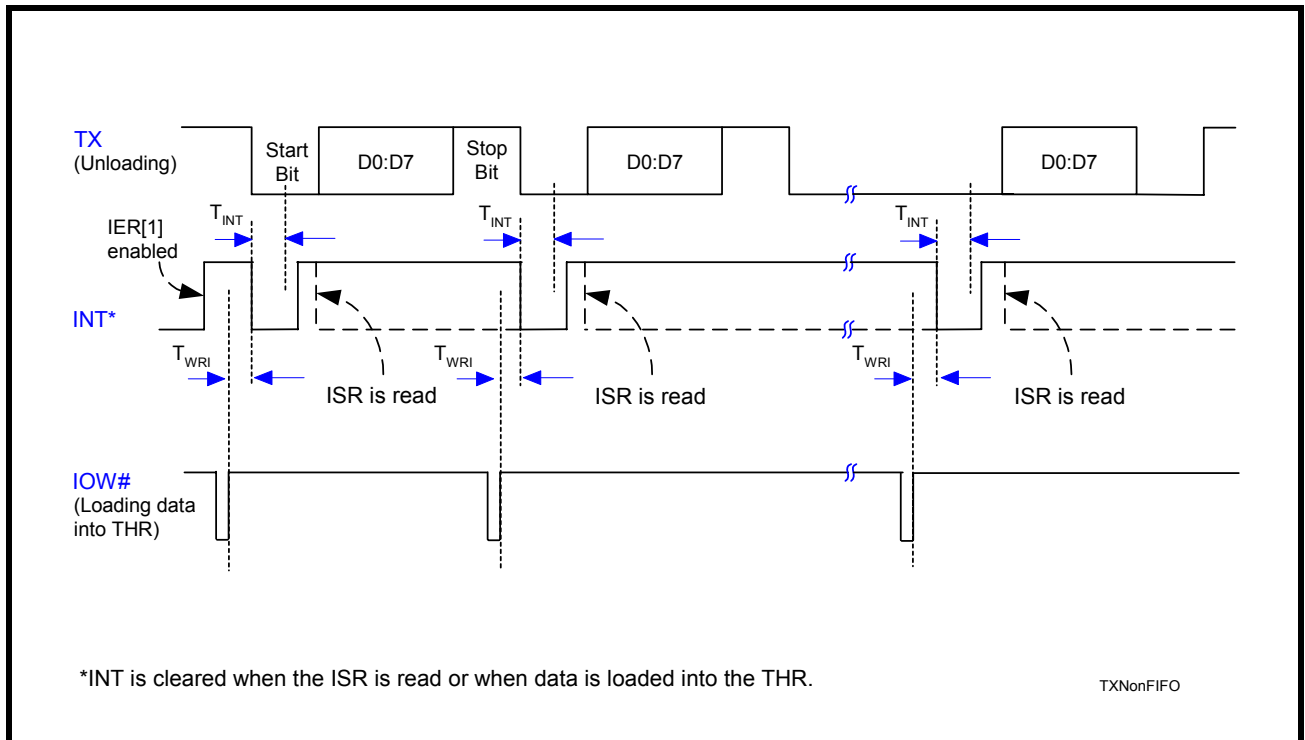 TX
(Unloading)
Start
Bit
D0:D7
Stop
Bit
D0:D7
D0:D7
IER[1]
enabled
TINT
TINT
TINT
INT*
TWRI
TWRI
TWRI
ISR is read
ISR is read
ISR is read
IOW#
(Loading data
into THR)
*INT is cleared when the ISR is read or when data is loaded into the THR.
TXNonFIFO